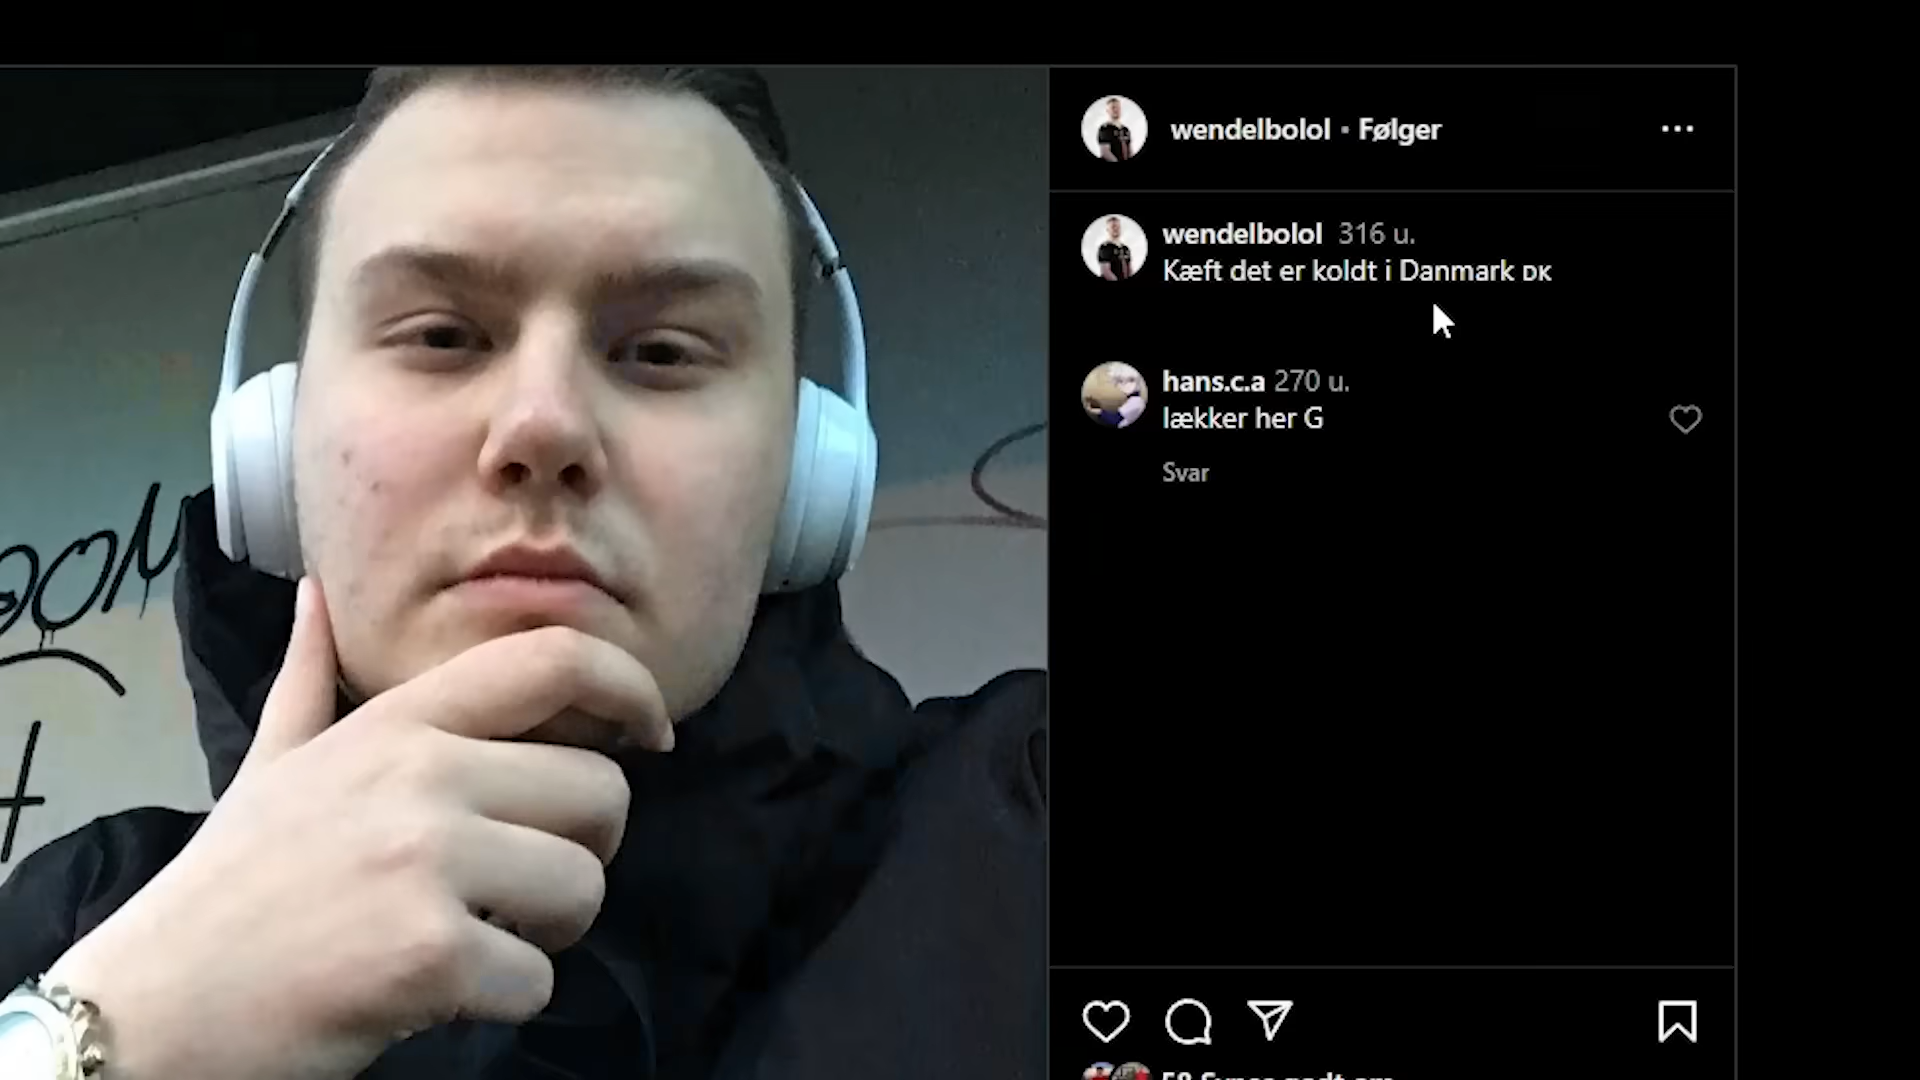 wendelbolol • Følger
wendelbolol 316 u.
Kæft det er koldt i Danmark DK
hans.c.a 270 u.
lækker her G
Svar